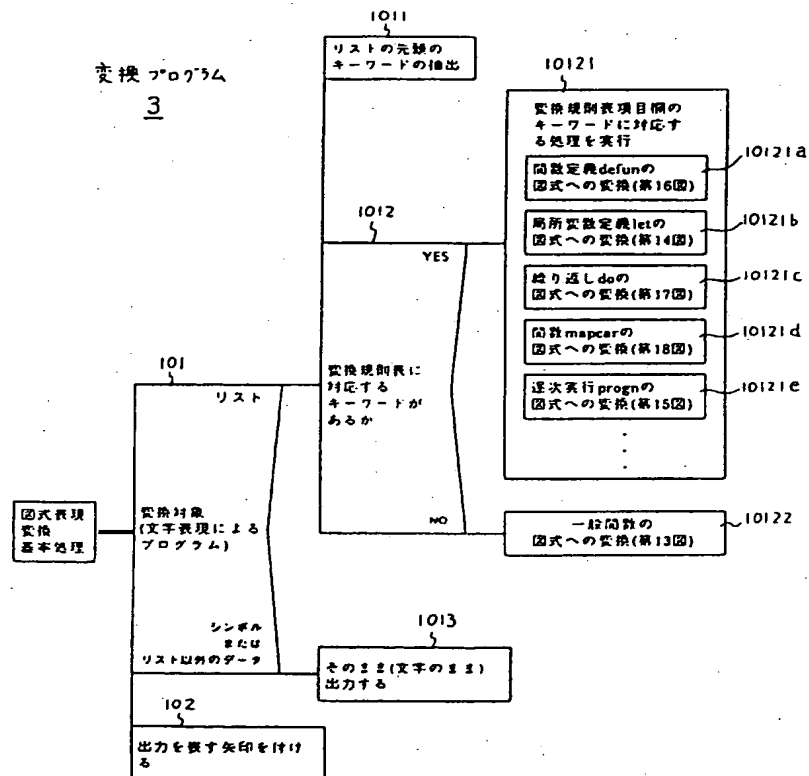 変換プログラム
3
1011
リストの先頭の
キーワードの抽出
10121
変換規則表項目欄の
キーワードに対応す
る処理を実行
10121a
関数定義defunの
図式への変換(第16図)
10121b
局所変数定義letの
図式への変換(第14図)
10121c
繰り返しdoの
図式への変換(第17図)
10121d
関数mapcarの
図式への変換(第18図)
10121e
逐次実行prognの
図式への変換(第15図)
1012
YES
変換規則表に
対応する
キーワードが
あるか
NO
10122
一般関数の
図式への変換(第13図)
101
リスト
図式表現
変換
基本処理
変換対象
(文字表現による
プログラム)
シンボル
または
リスト以外のデータ
1013
そのまま(文字のまま)
出力する
102
出力を表す矢印を付け
る